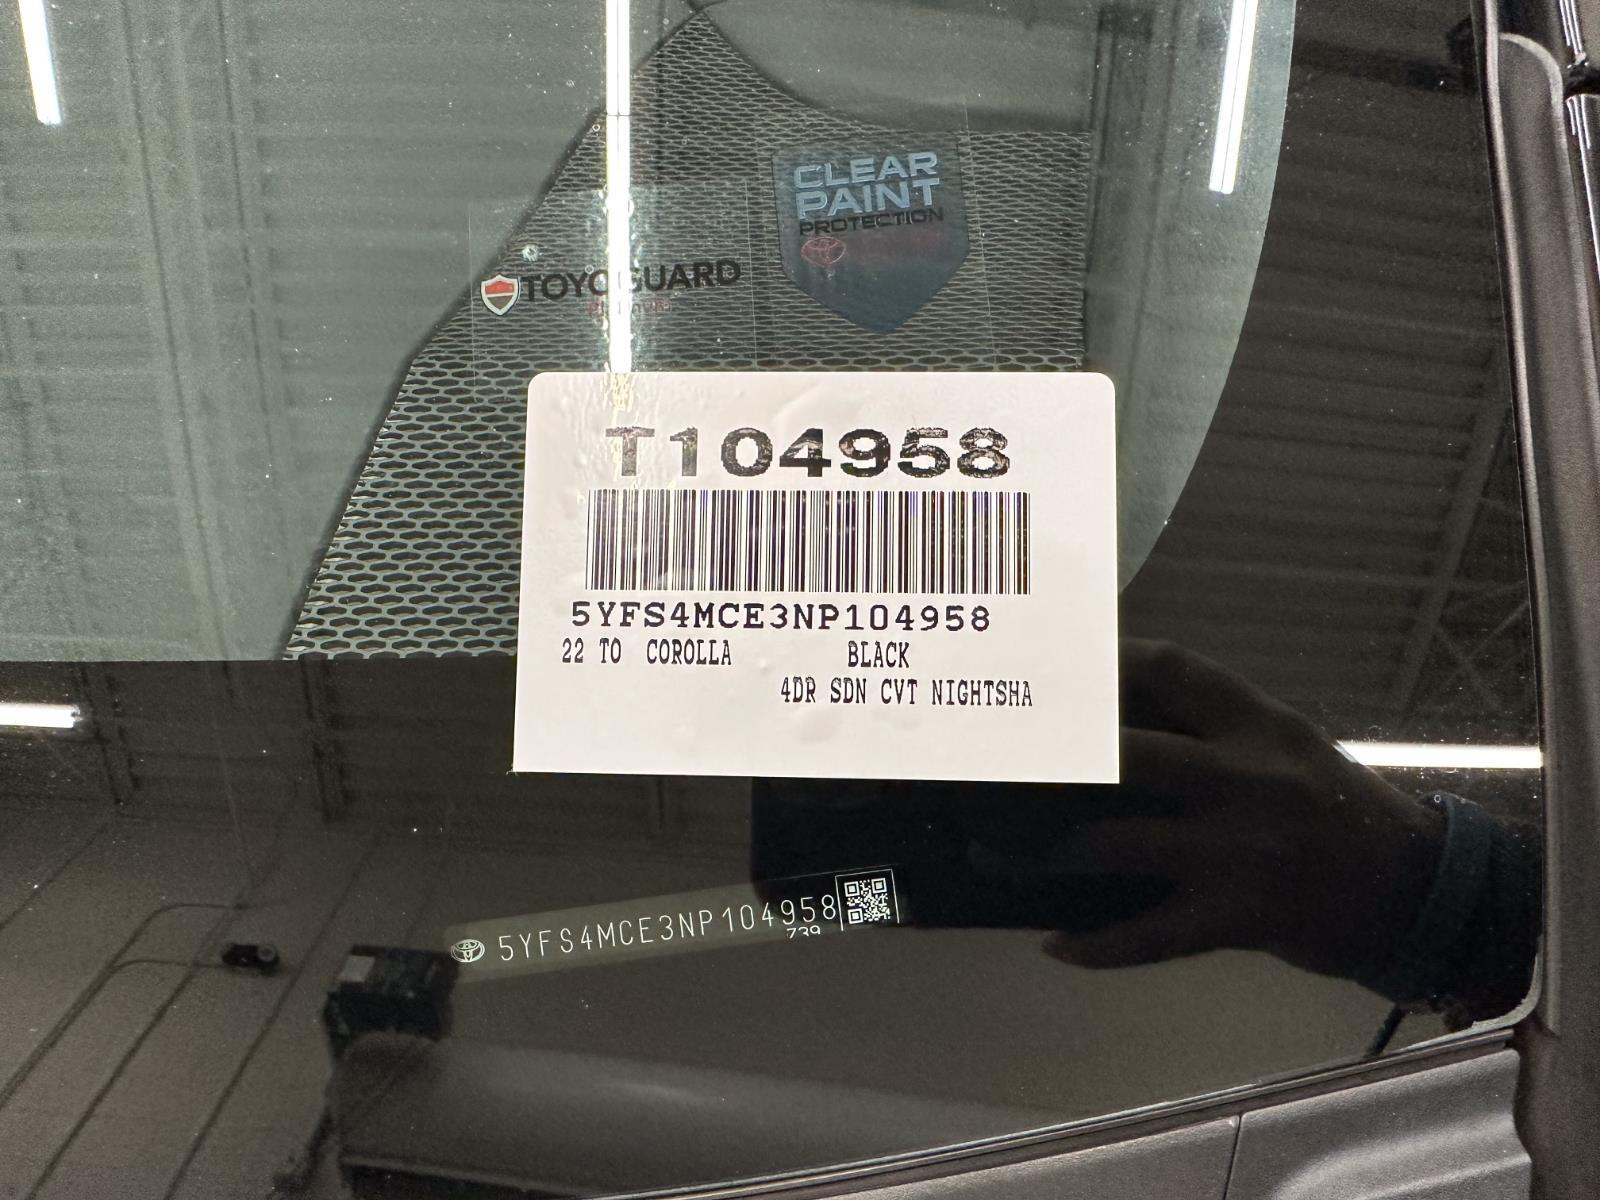 CLEAR
PAINT
PROTECTION
TOYOGUARD
T104958
5YFS4MCE3NP104958
22 TO COROLLA BLACK
4DR SDN CVT NIGHTSHA
5YFS4MCE3NP104958
739